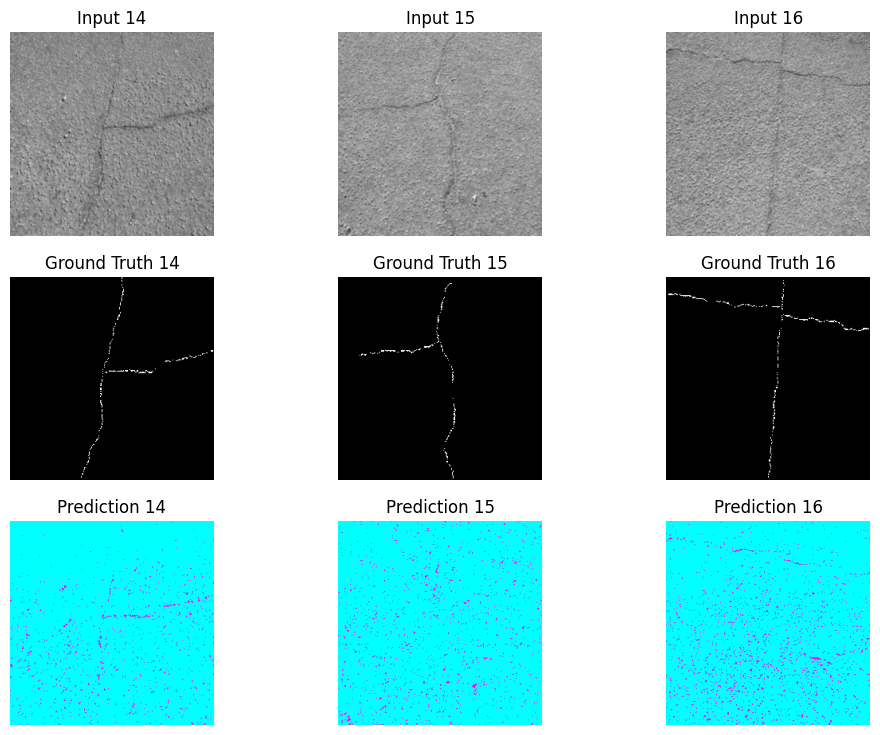 Input 14
Input 15
Input 16
Ground Truth 14
Ground Truth 15
Ground Truth 16
Prediction 14
Prediction 15
Prediction 16